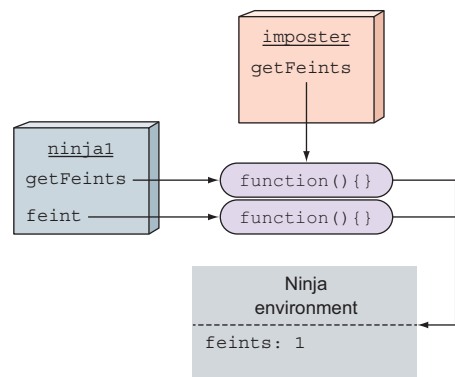 imposter
getFeints
ninja1
getFeints
feint
function(){}
function(){}
Ninja
environment
feints: 1